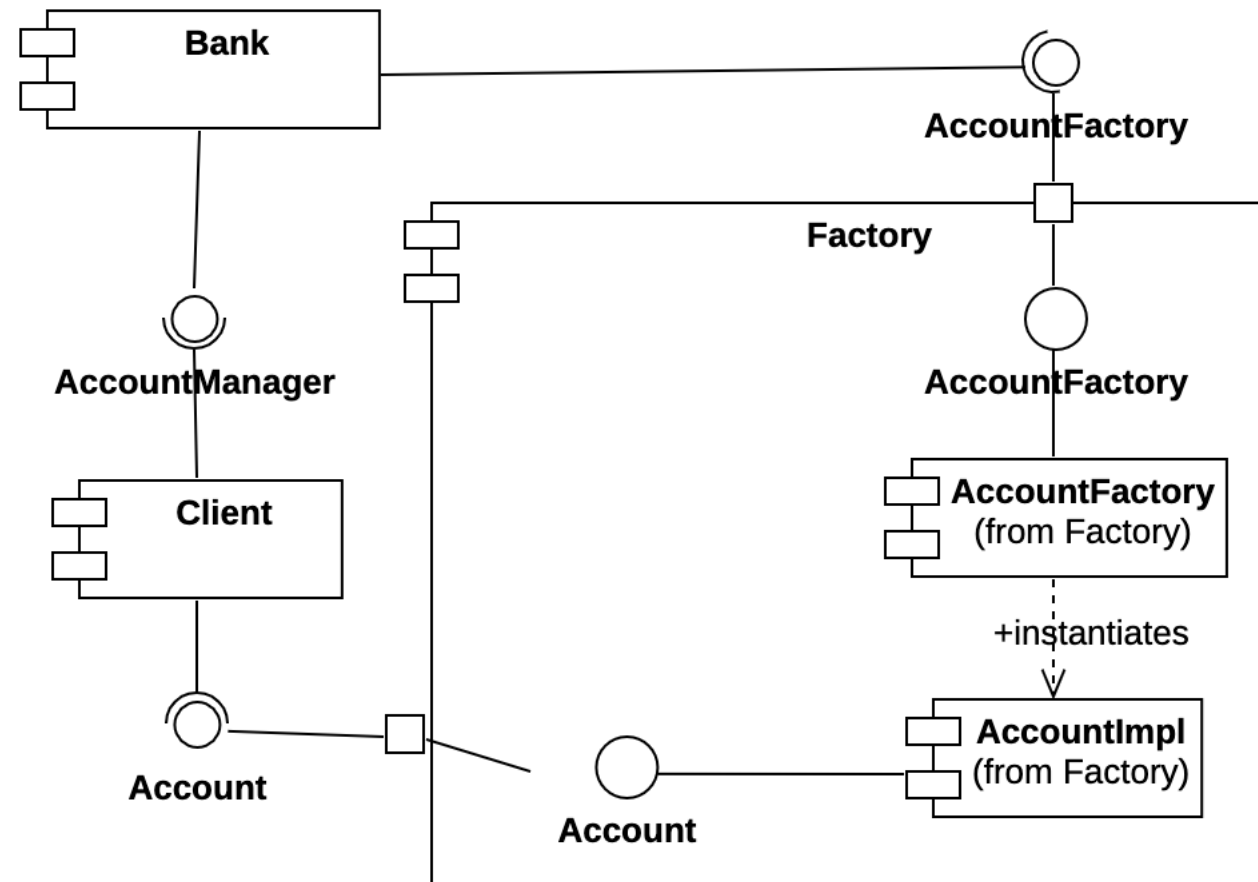 Bank
AccountFactory
Factory
AccountManager
AccountFactory
AccountFactory
(from Factory)
Client
+instantiates
AccountImpl
(from Factory)
Account
Account